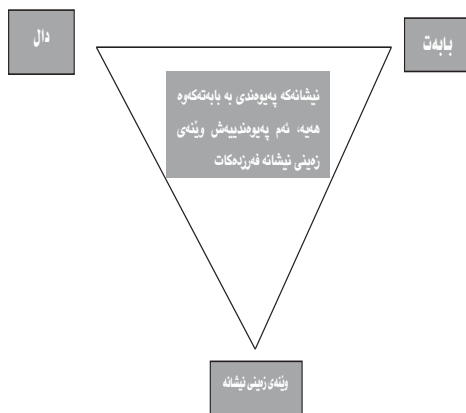 بابەت
دال
نیشانەکە پەیوەندی بە بابەتەکەوە
هەیە، ئەم پەیوەندییەش وێنەی
زەینی نیشانە فەرزدەکات
وێنەی زەینی نیشانە